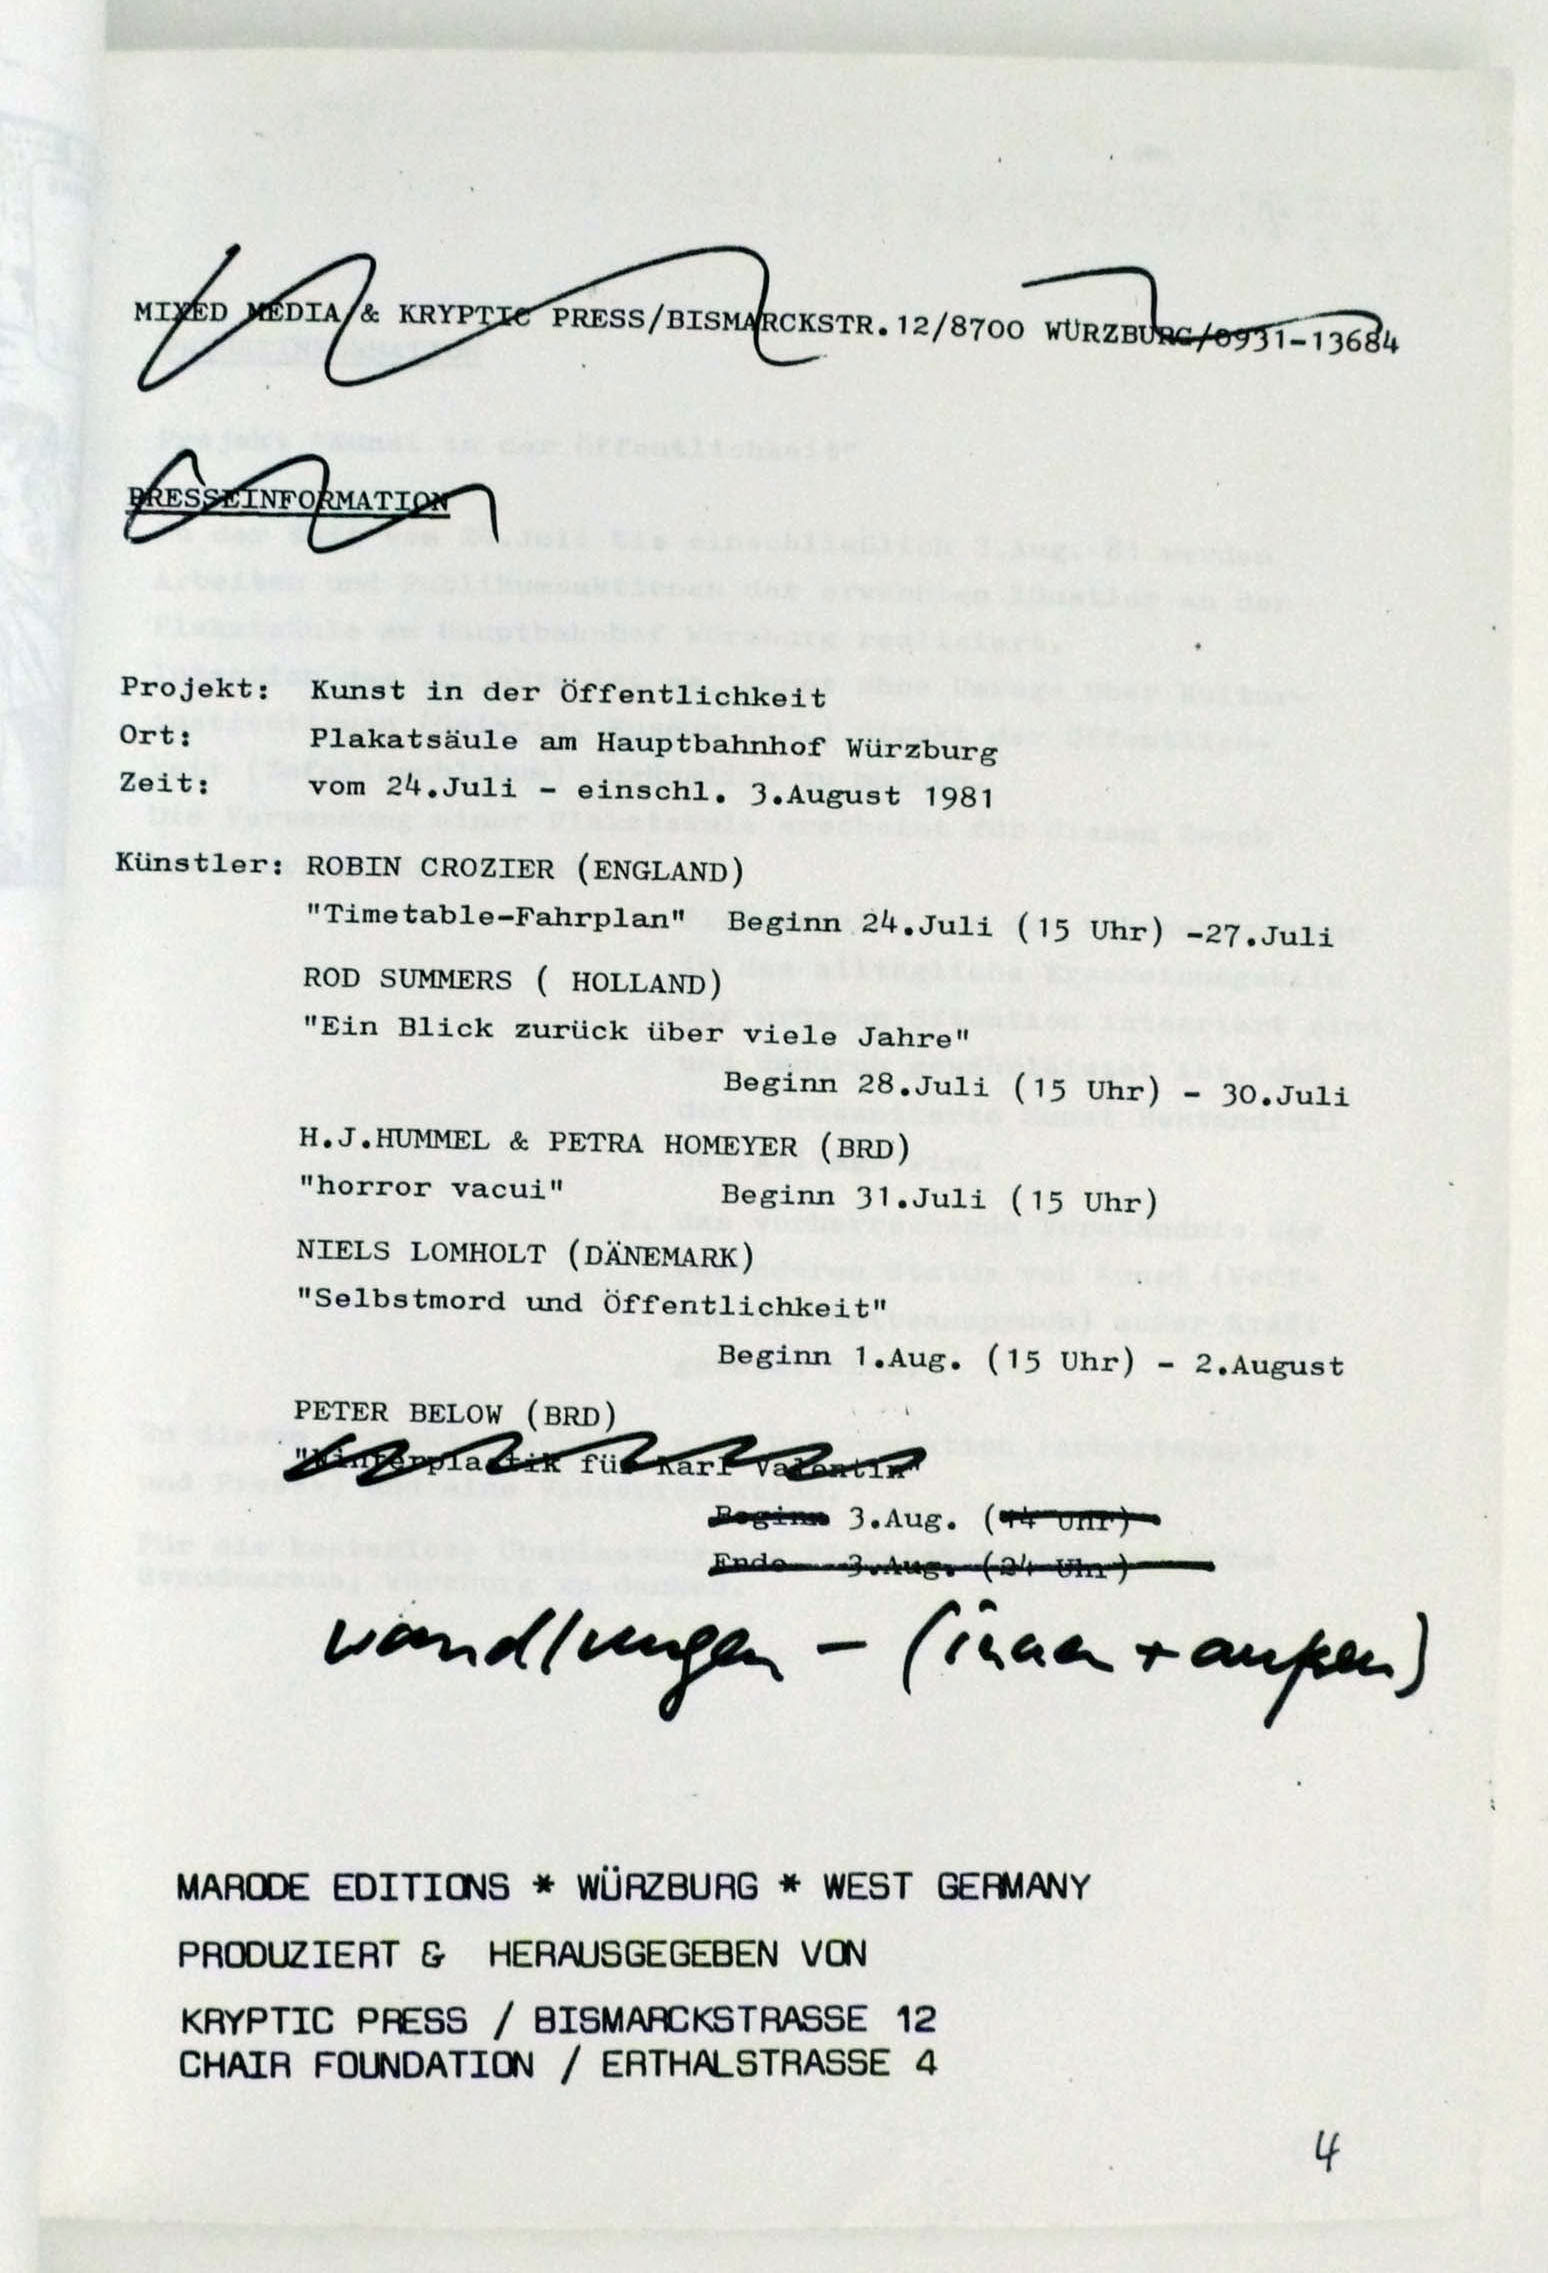 MIXED MEDIA & KRYPTIC PRESS/BISMARCKSTR.12/8700 WÜRZBURG/0931-13684
PRESSEINFORMATION
Projekt: Kunst in der Öffentlichkeit
Ort: Plakatsäule am Hauptbahnhof Würzburg
Zeit: vom 24.Juli - einschl. 3.August 1981
Künstler: ROBIN CROZIER (ENGLAND)
"Timetable-Fahrplan" Beginn 24.Juli (15 Uhr) -27.Juli
ROD SUMMERS ( HOLLAND)
"Ein Blick zurück über viele Jahre"
Beginn 28.Juli (15 Uhr) - 30.Juli
H.J.HUMMEL & PETRA HOMEYER (BRD)
"horror vacui" Beginn 31.Juli (15 Uhr)
NIELS LOMHOLT (DÄNEMARK)
"Selbstmord und Öffentlichkeit"
Beginn 1.Aug. (15 Uhr) - 2.August
PETER BELOW (BRD)
"Winterplastik für Karl Valentin"
Beginn 3.Aug. (14 Uhr)
Ende 3.Aug. (24 Uhr)
wandlungen - (innen + außen)
MARODE EDITIONS * WÜRZBURG * WEST GERMANY
PRODUZIERT & HERAUSGEGEBEN VON
KRYPTIC PRESS / BISMARCKSTRASSE 12
CHAIR FOUNDATION / ERTHALSTRASSE 4
4